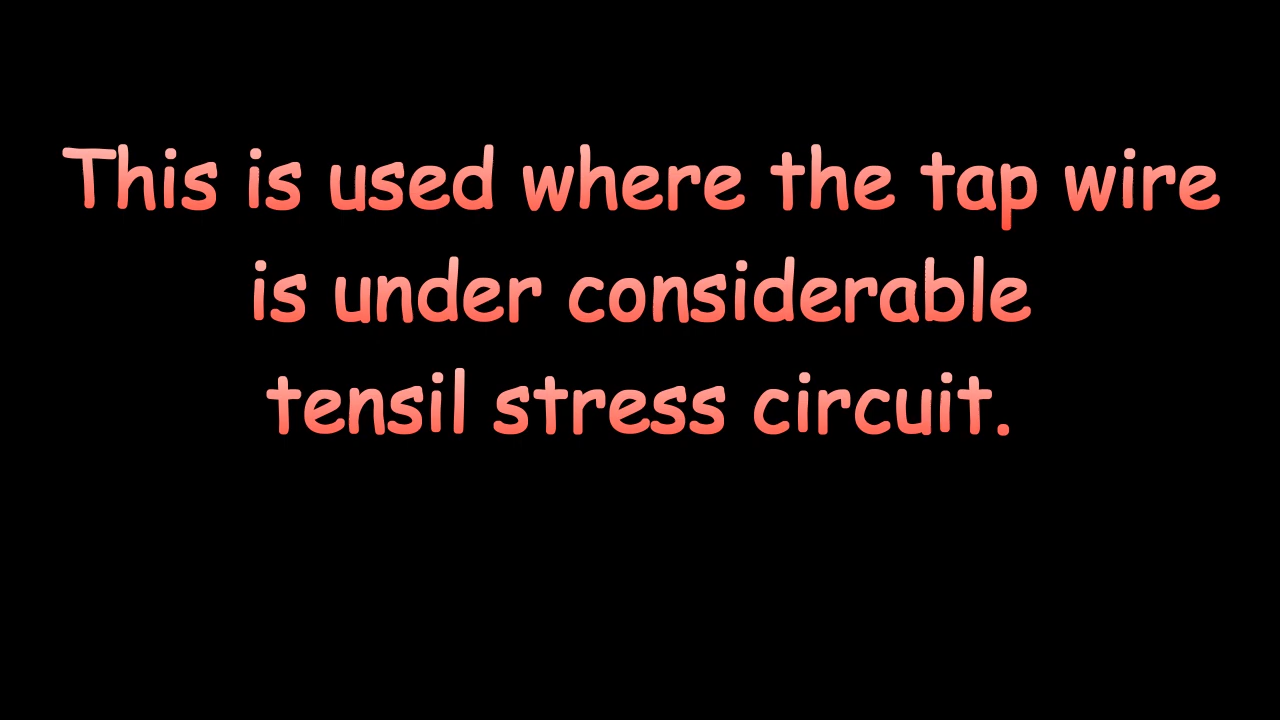 This is used where the tap wire
is under considerable
tensil stress circuit.